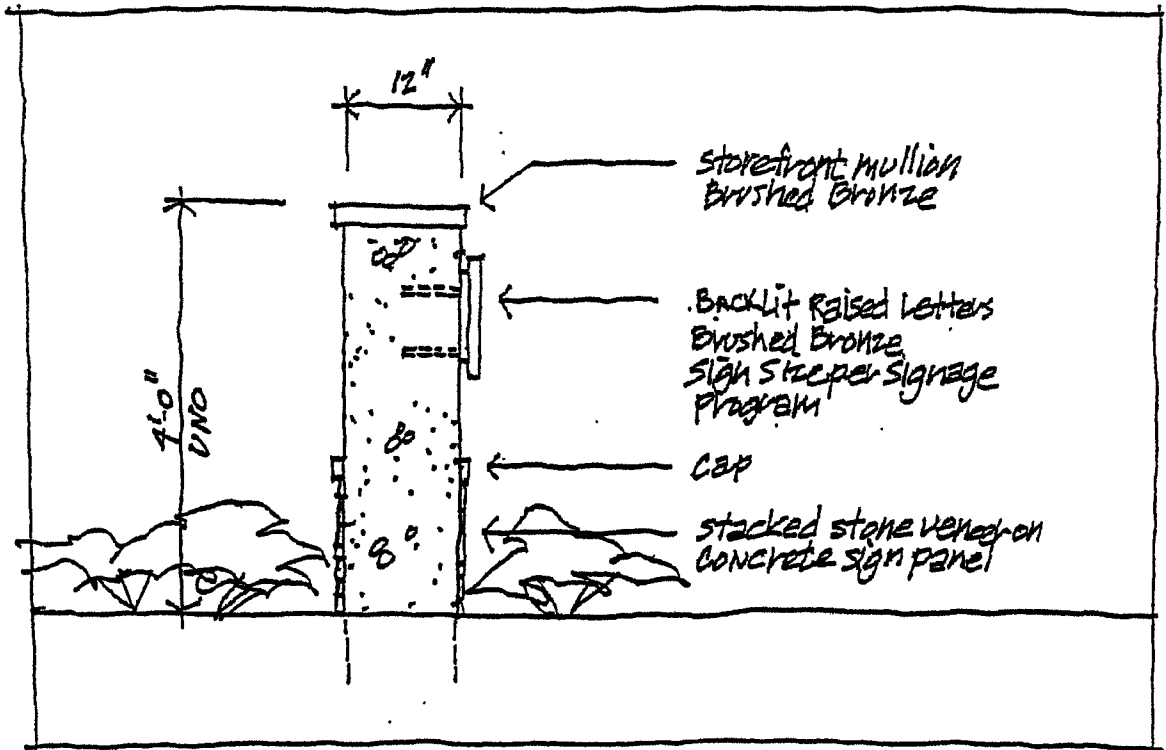 12"
storefront mullion
Brushed Bronze
Backlit Raised Letters
Brushed Bronze
Sign Size per Signage
Program
4'-0"
UNO
Cap
stacked stone veneer on
concrete sign panel